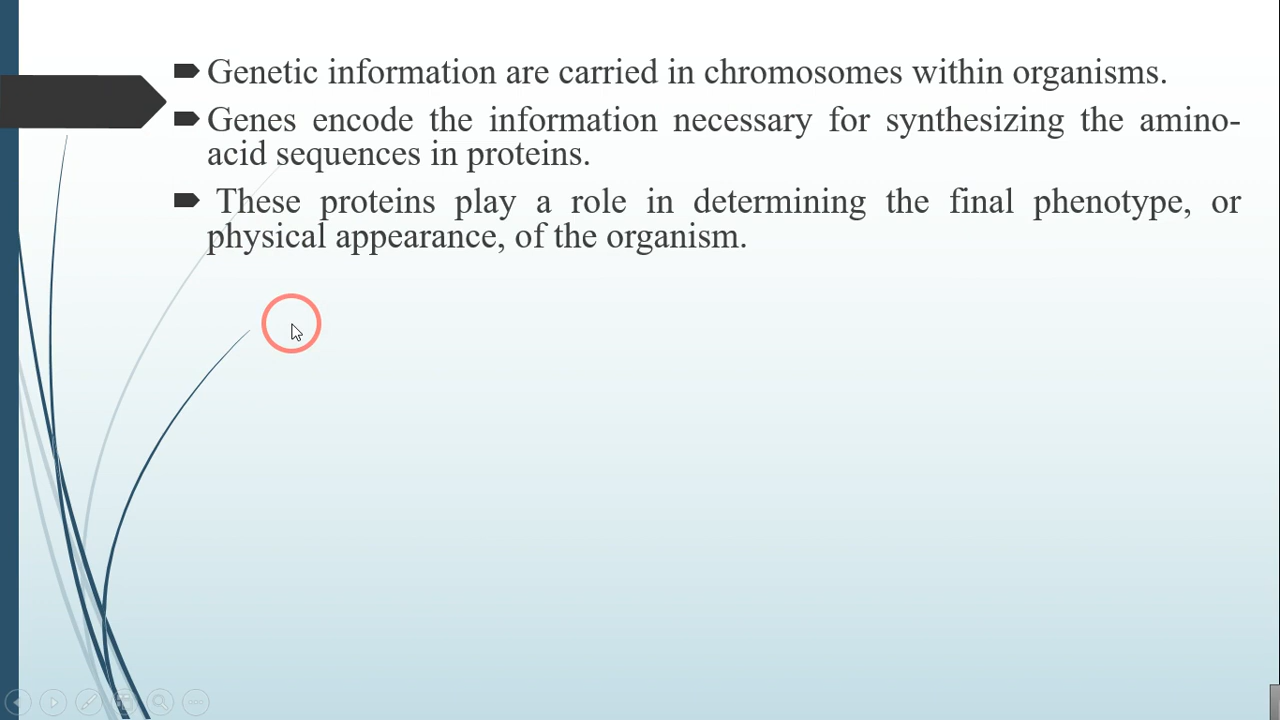 Genetic information are carried in chromosomes within organisms.
Genes encode the information necessary for synthesizing the amino-
acid sequences in proteins.
These proteins play a role in determining the final phenotype, or
physical appearance, of the organism.